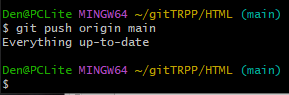 Den@PCLite MINGW64 ~/gitTRPP/HTML (main)
$ git push origin main
Everything up-to-date
Den@PCLite MINGW64 ~/gitTRPP/HTML (main)
$